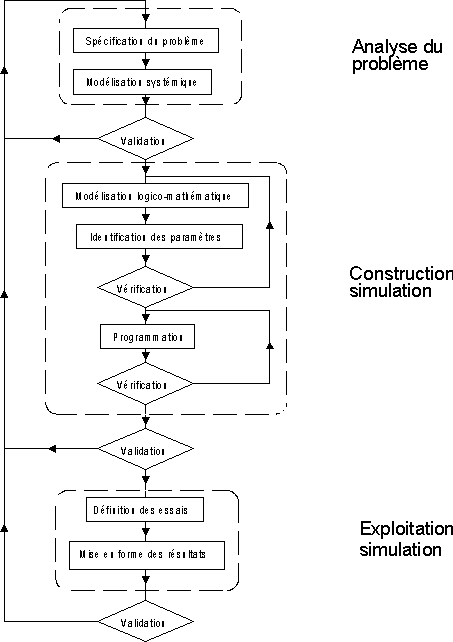 Spécification du problème
Analyse du
problème
Modélisation systémique
Validation
Modélisation logico-mathématique
Identification des paramètres
Construction
simulation
Vérification
Programmation
Vérification
Validation
Définition des essais
Exploitation
simulation
Mise en forme des résultats
Validation